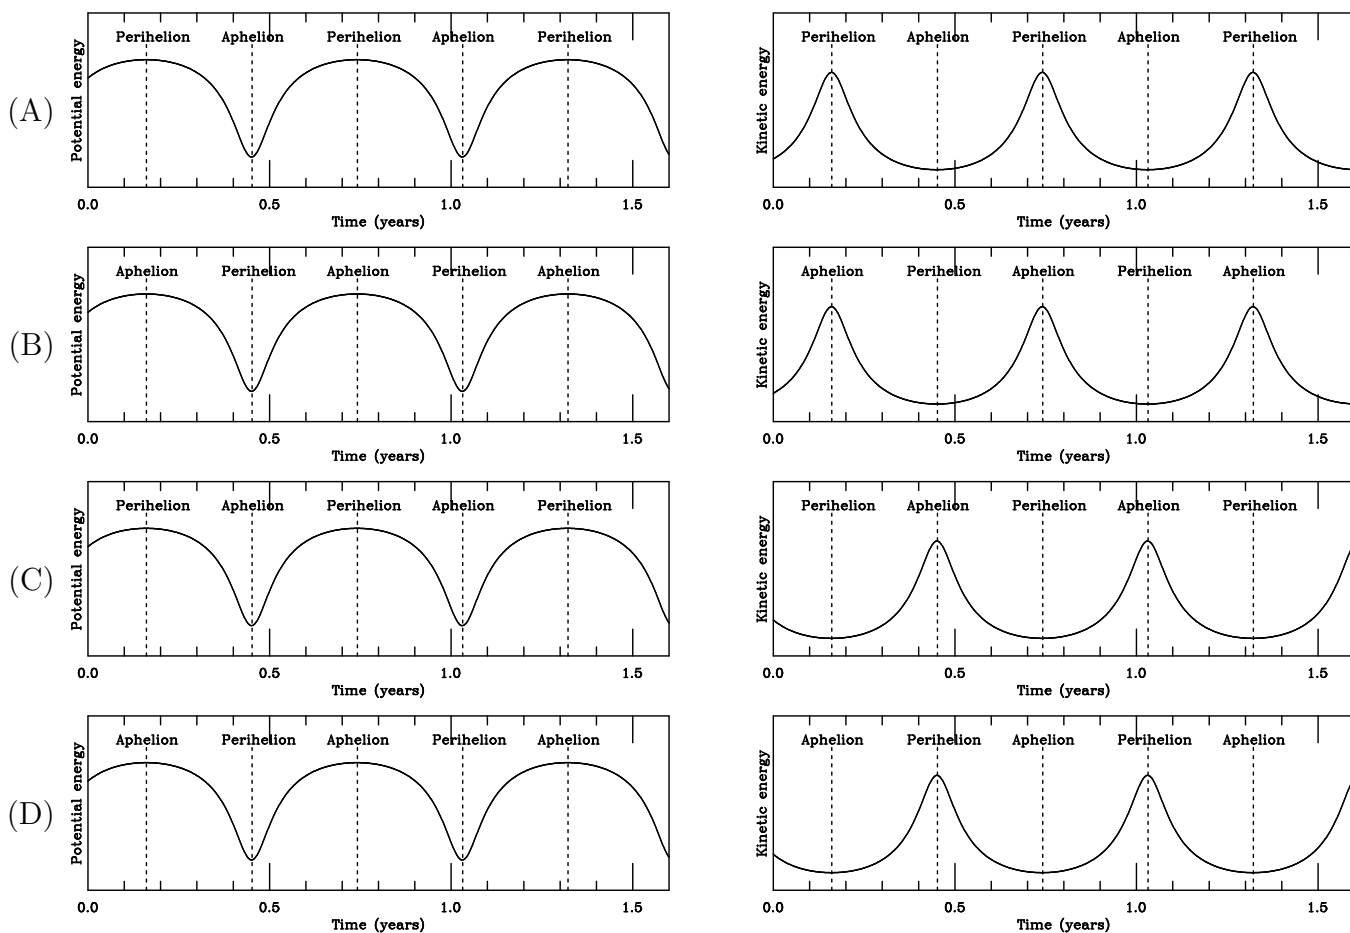 Perihelion Aphelion Perihelion Aphelion Perihelion
Potential energy
0.0 0.5 1.0 1.5
Time (years)
(A)
Perihelion Aphelion Perihelion Aphelion Perihelion
Kinetic energy
0.0 0.5 1.0 1.5
Time (years)
Aphelion Perihelion Aphelion Perihelion Aphelion
Potential energy
0.0 0.5 1.0 1.5
Time (years)
(B)
Aphelion Perihelion Aphelion Perihelion Aphelion
Kinetic energy
0.0 0.5 1.0 1.5
Time (years)
Perihelion Aphelion Perihelion Aphelion Perihelion
Potential energy
0.0 0.5 1.0 1.5
Time (years)
(C)
Perihelion Aphelion Perihelion Aphelion Perihelion
Kinetic energy
0.0 0.5 1.0 1.5
Time (years)
Aphelion Perihelion Aphelion Perihelion Aphelion
Potential energy
0.0 0.5 1.0 1.5
Time (years)
(D)
Aphelion Perihelion Aphelion Perihelion Aphelion
Kinetic energy
0.0 0.5 1.0 1.5
Time (years)